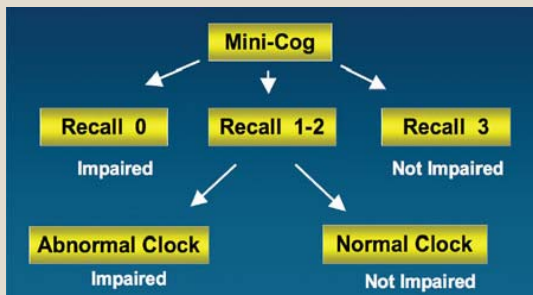 Mini-Cog
Recall 0
Recall 1-2
Recall 3
Impaired
Not Impaired
Abnormal Clock
Normal Clock
Impaired
Not Impaired